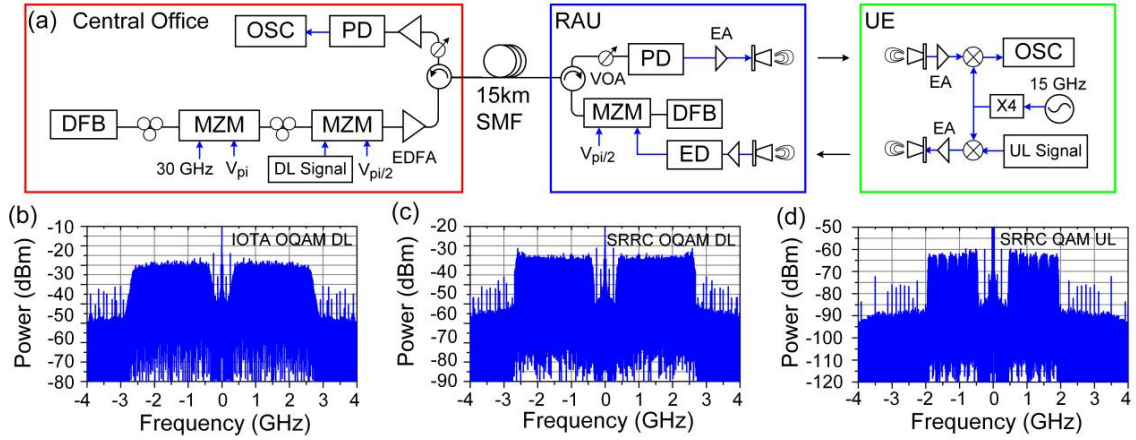 (a) Central Office
OSC
PD
DFB
MZM
MZM
EDFA
30 GHz
Vpi
DL Signal
Vpi/2
15km
SMF
RAU
VOA
PD
EA
MZM
DFB
Vpi/2
ED
UE
EA
OSC
X4
15 GHz
EA
UL Signal
(b)
IOTA OQAM DL
Power (dBm)
-10
-20
-30
-40
-50
-60
-70
-80
-4 -3 -2 -1 0 1 2 3 4
Frequency (GHz)
(c)
SRRC OQAM DL
Power (dBm)
-20
-30
-40
-50
-60
-70
-80
-90
-4 -3 -2 -1 0 1 2 3 4
Frequency (GHz)
(d)
SRRC QAM UL
Power (dBm)
-50
-60
-70
-80
-90
-100
-110
-120
-4 -3 -2 -1 0 1 2 3 4
Frequency (GHz)